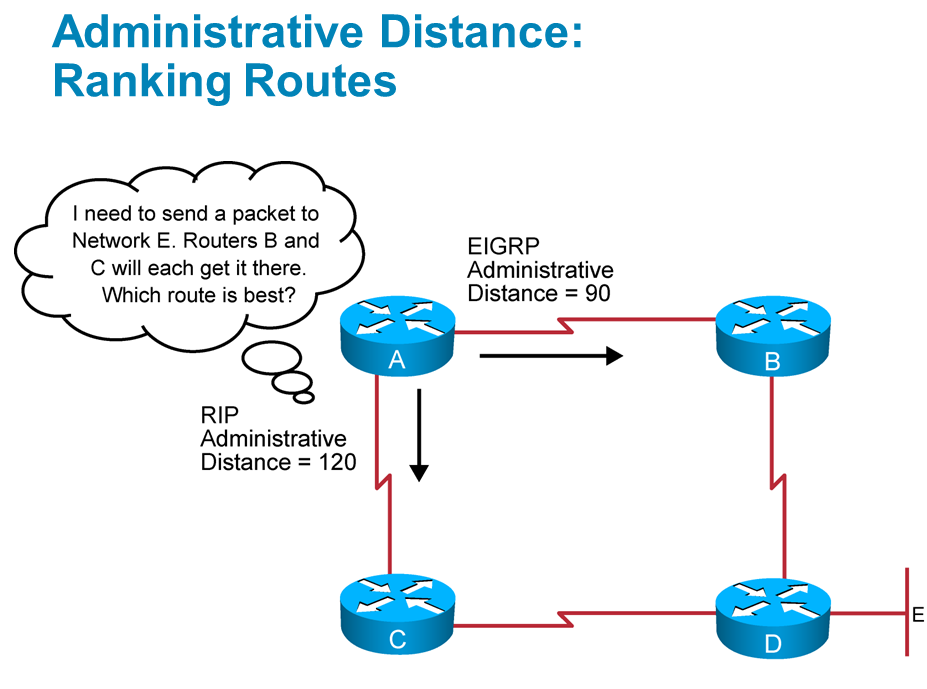 Administrative Distance:
Ranking Routes
I need to send a packet to
Network E. Routers B and
C will each get it there.
Which route is best?
EIGRP
Administrative
Distance = 90
A
B
RIP
Administrative
Distance = 120
C
D
E